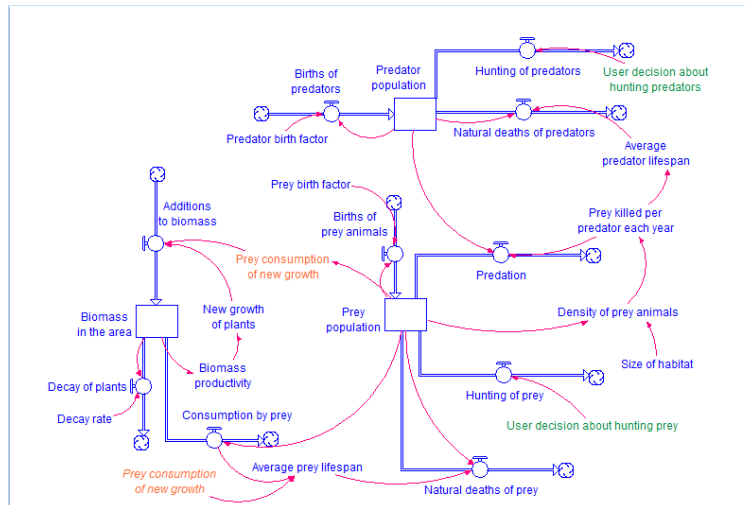 Births of
predators
Predator
population
Hunting of predators
User decision about
hunting predators
Predator birth factor
Natural deaths of predators
Average
predator lifespan
Prey birth factor
Additions
to biomass
Births of
prey animals
Prey killed per
predator each year
Prey consumption
of new growth
Predation
Biomass
in the area
New growth
of plants
Prey
population
Density of prey animals
Biomass
productivity
Size of habitat
Decay of plants
Hunting of prey
Decay rate
Consumption by prey
User decision about hunting prey
Prey consumption
of new growth
Average prey lifespan
Natural deaths of prey